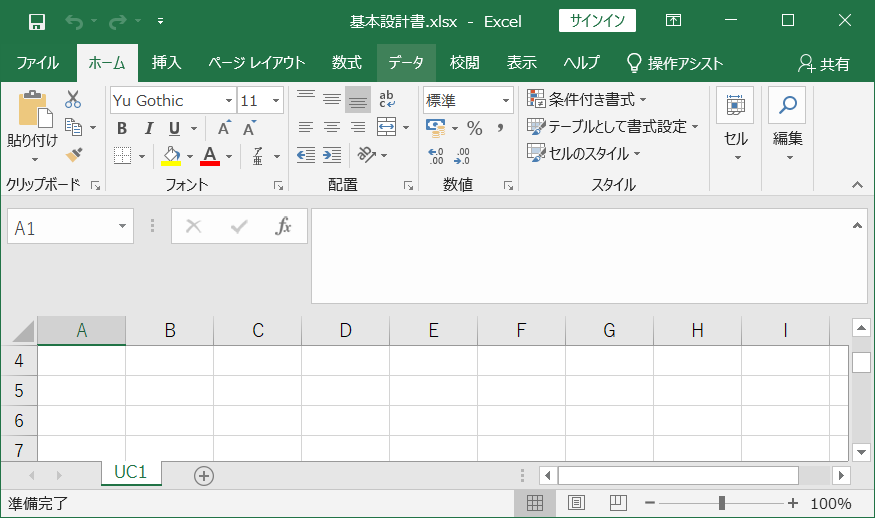 基本設計書.xlsx - Excel サインイン
ファイル ホーム 挿入 ページ レイアウト 数式 データ 校閲 表示 ヘルプ 操作アシスト 共有
Yu Gothic 11 ab c 標準 条件付き書式
貼り付け B I U A A % , テーブルとして書式設定 セル 編集
A ア 亜 .00 .00 .0 セルのスタイル
クリップボード フォント 配置 数値 スタイル
A1 fx
A B C D E F G H I
4
5
6
7
UC1
準備完了 100%